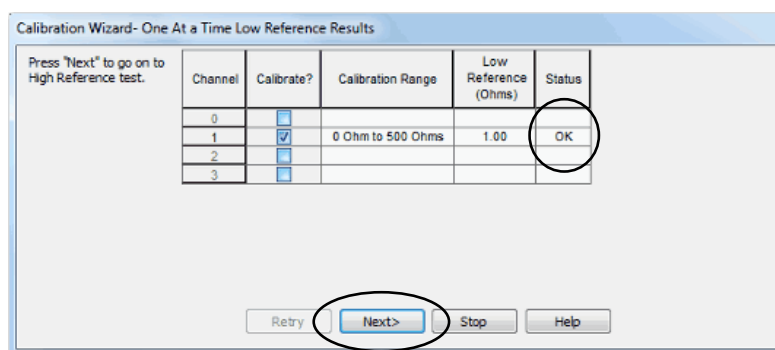 Calibration Wizard- One At a Time Low Reference Results
Press "Next" to go on to
High Reference test.
Channel Calibrate? Calibration Range Low Reference (Ohms) Status
0
1 0 Ohm to 500 Ohms 1.00 OK
2
3
Retry Next> Stop Help